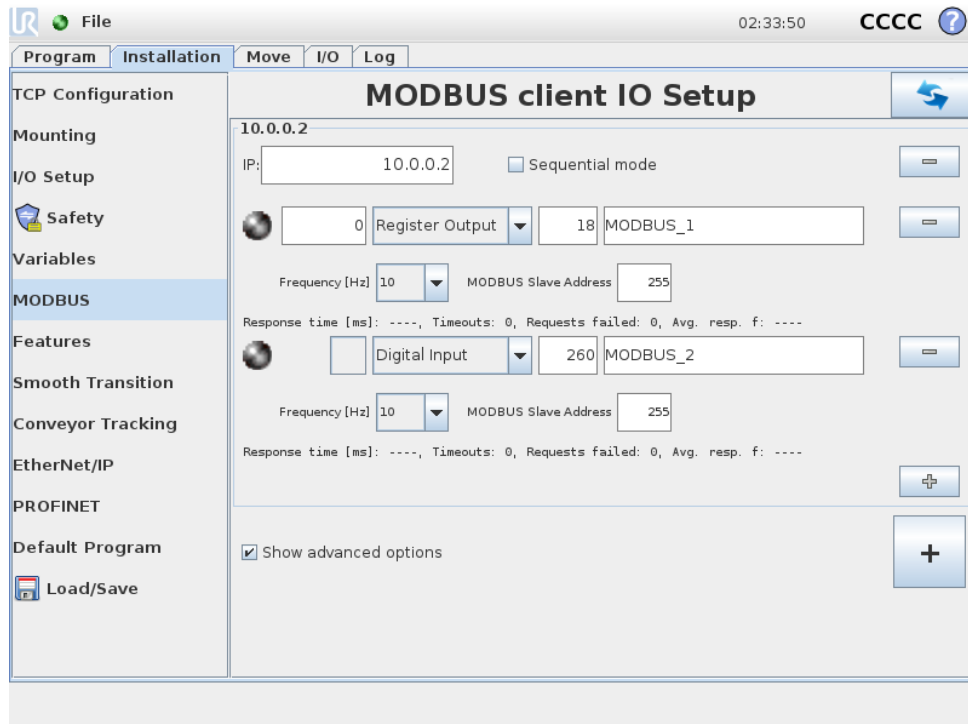 UR File 02:33:50 CCCC ?
Program Installation Move I/O Log
TCP Configuration
Mounting
I/O Setup
Safety
Variables
MODBUS
Features
Smooth Transition
Conveyor Tracking
EtherNet/IP
PROFINET
Default Program
Load/Save
MODBUS client IO Setup
10.0.0.2
IP: 10.0.0.2 Sequential mode
0 Register Output 18 MODBUS_1
Frequency [Hz] 10 MODBUS Slave Address 255
Response time [ms]: ----, Timeouts: 0, Requests failed: 0, Avg. resp. f: ----
Digital Input 260 MODBUS_2
Frequency [Hz] 10 MODBUS Slave Address 255
Response time [ms]: ----, Timeouts: 0, Requests failed: 0, Avg. resp. f: ----
Show advanced options